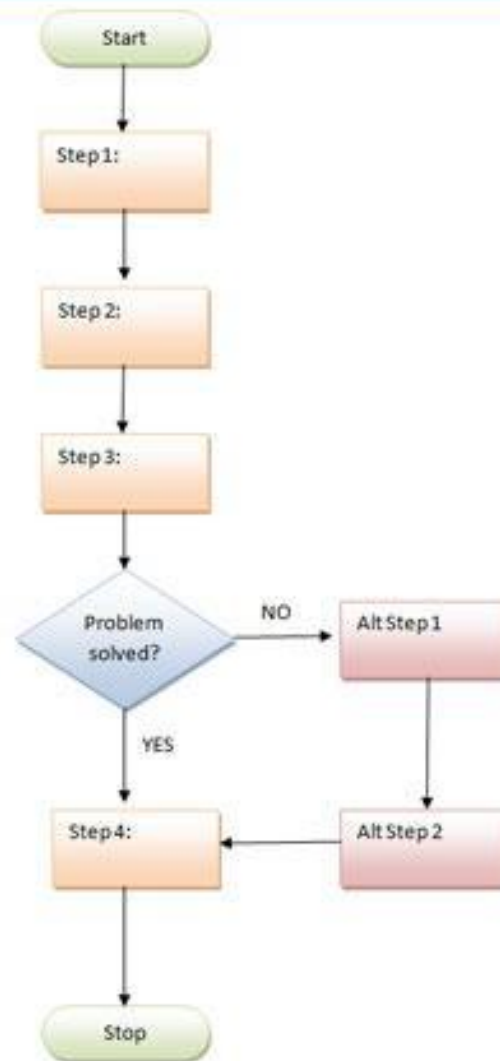 Start
Step 1:
Step 2:
Step 3:
Problem
solved?
NO
Alt Step 1
YES
Step 4:
Alt Step 2
Stop